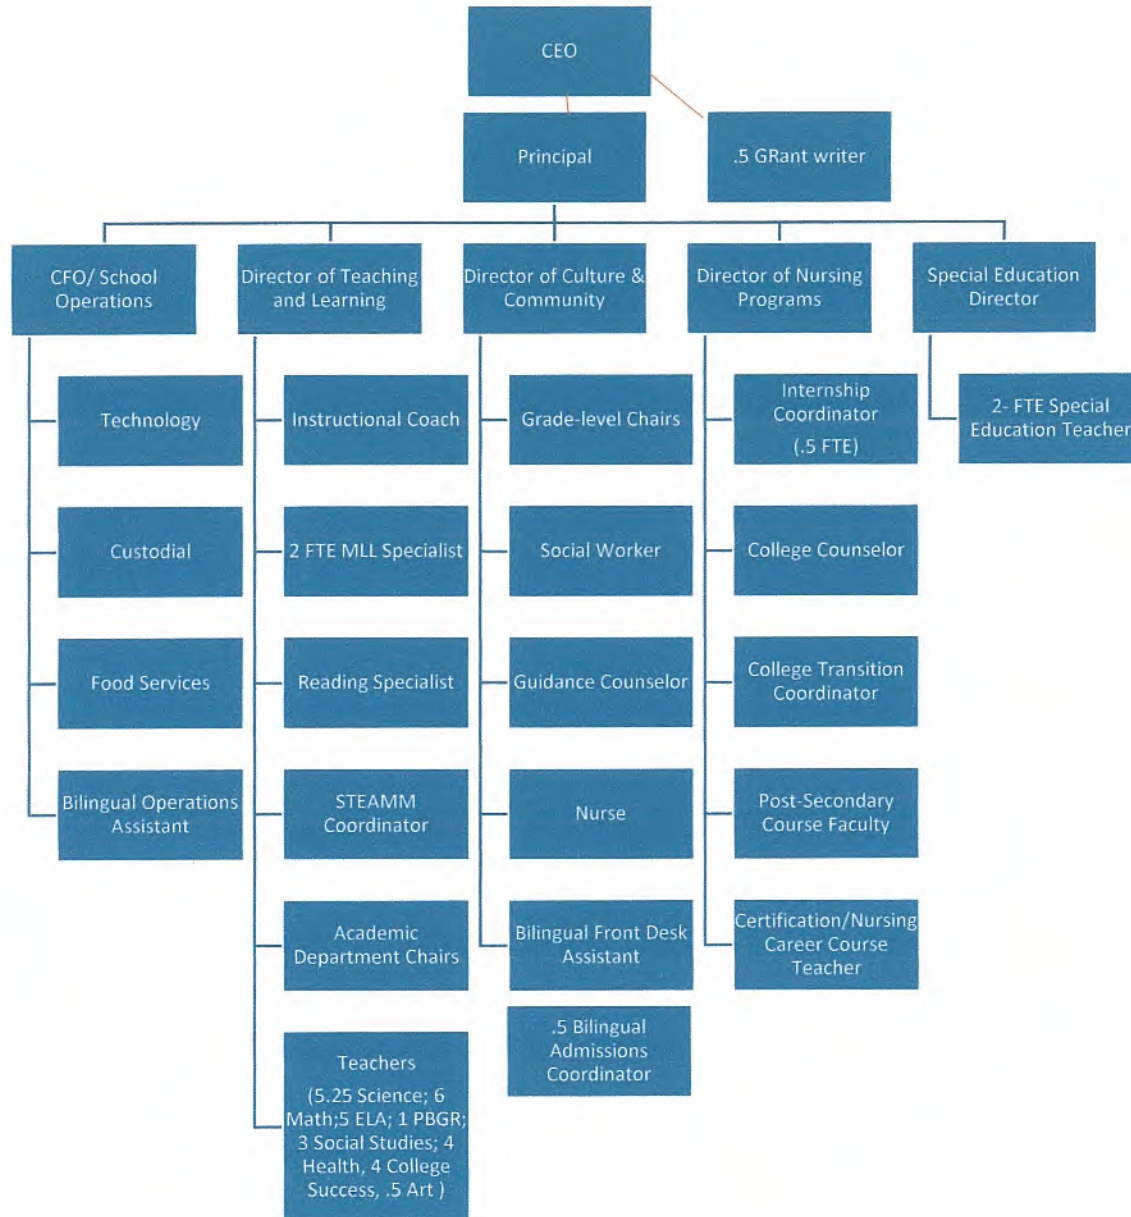 CEO
Principal
.5 GRant writer
CFO/ School
Operations
Director of Teaching
and Learning
Director of Culture &
Community
Director of Nursing
Programs
Special Education
Director
Technology
Custodial
Food Services
Bilingual Operations
Assistant
Instructional Coach
2 FTE MLL Specialist
Reading Specialist
STEAMM
Coordinator
Academic
Department Chairs
Teachers
(5.25 Science; 6
Math;5 ELA; 1 PBGR;
3 Social Studies; 4
Health, 4 College
Success, .5 Art )
Grade-level Chairs
Social Worker
Guidance Counselor
Nurse
Bilingual Front Desk
Assistant
.5 Bilingual
Admissions
Coordinator
Internship
Coordinator
(.5 FTE)
College Counselor
College Transition
Coordinator
Post-Secondary
Course Faculty
Certification/Nursing
Career Course
Teacher
2- FTE Special
Education Teacher